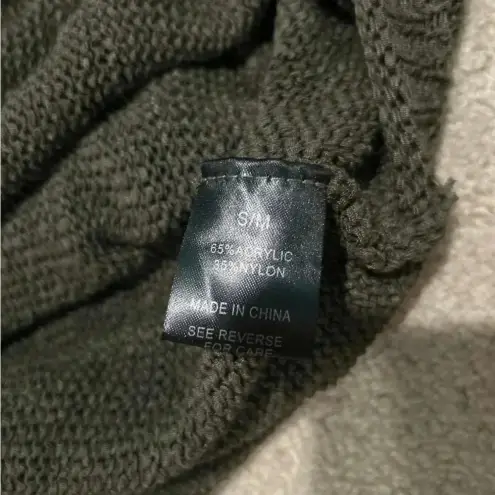 S/M
65%ACRYLIC
35%NYLON
MADE IN CHINA
SEE REVERSE
FOR CARE